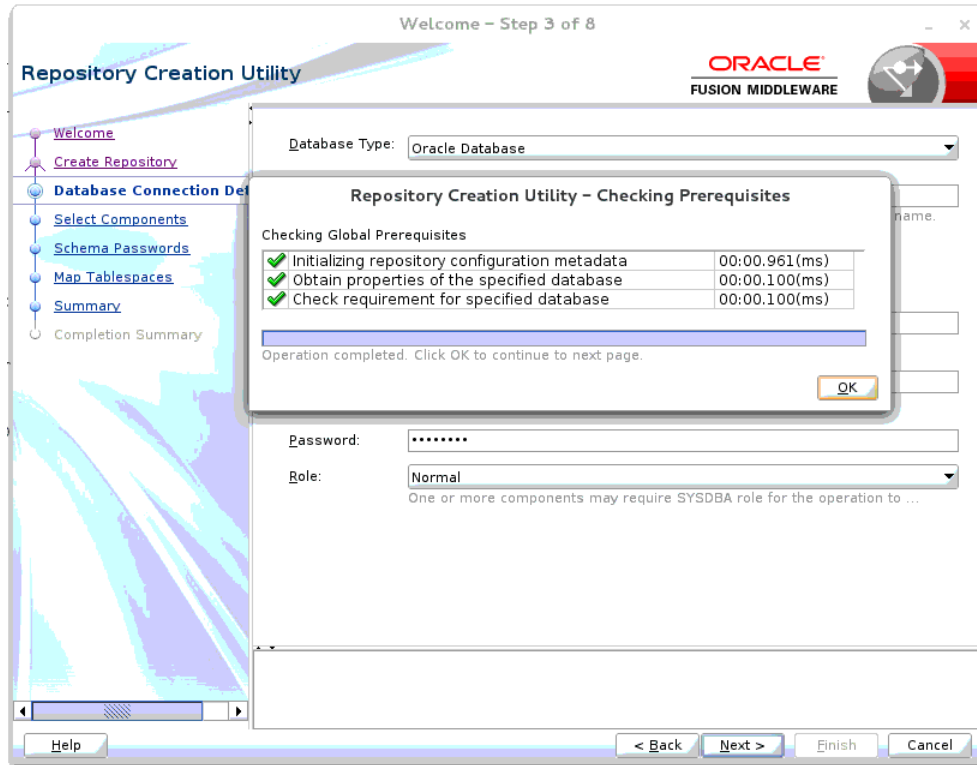 Welcome – Step 3 of 8
Repository Creation Utility
ORACLE
FUSION MIDDLEWARE
Welcome
Create Repository
Database Connection Det
Select Components
Schema Passwords
Map Tablespaces
Summary
Completion Summary
Database Type: Oracle Database
name.
Repository Creation Utility – Checking Prerequisites
Checking Global Prerequisites
Initializing repository configuration metadata 00:00.961(ms)
Obtain properties of the specified database 00:00.100(ms)
Check requirement for specified database 00:00.100(ms)
Operation completed. Click OK to continue to next page.
OK
Password: ••••••••
Role: Normal
One or more components may require SYSDBA role for the operation to ...
Help
< Back
Next >
Finish
Cancel